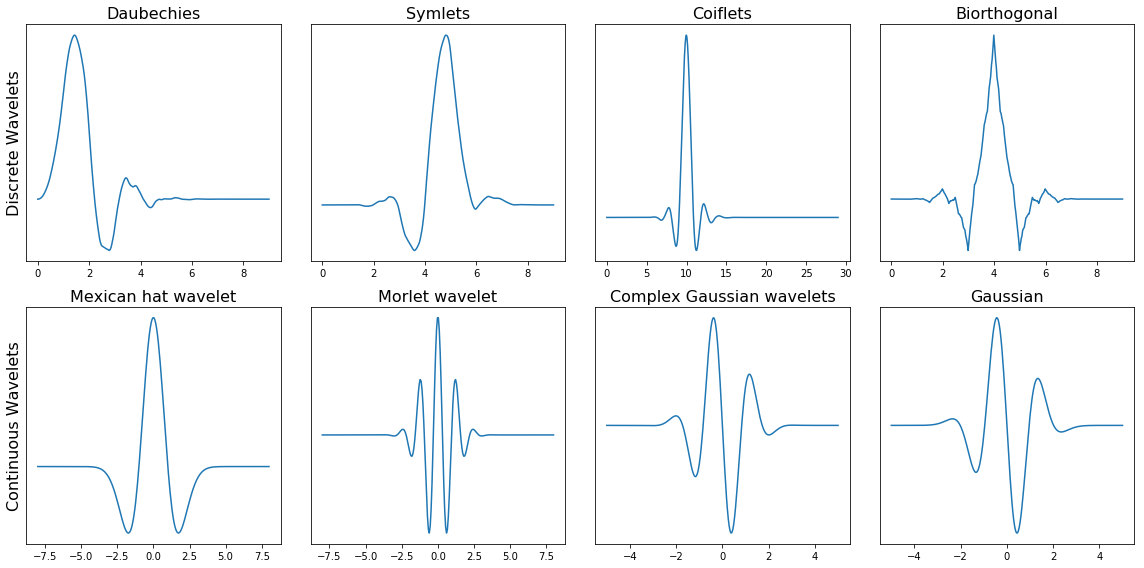 Daubechies
Symlets
Coiflets
Biorthogonal
Discrete Wavelets
0 2 4 6 8
0 2 4 6 8
0 5 10 15 20 25 30
0 2 4 6 8
Mexican hat wavelet
Morlet wavelet
Complex Gaussian wavelets
Gaussian
Continuous Wavelets
−7.5 −5.0 −2.5 0.0 2.5 5.0 7.5
−7.5 −5.0 −2.5 0.0 2.5 5.0 7.5
−4 −2 0 2 4
−4 −2 0 2 4